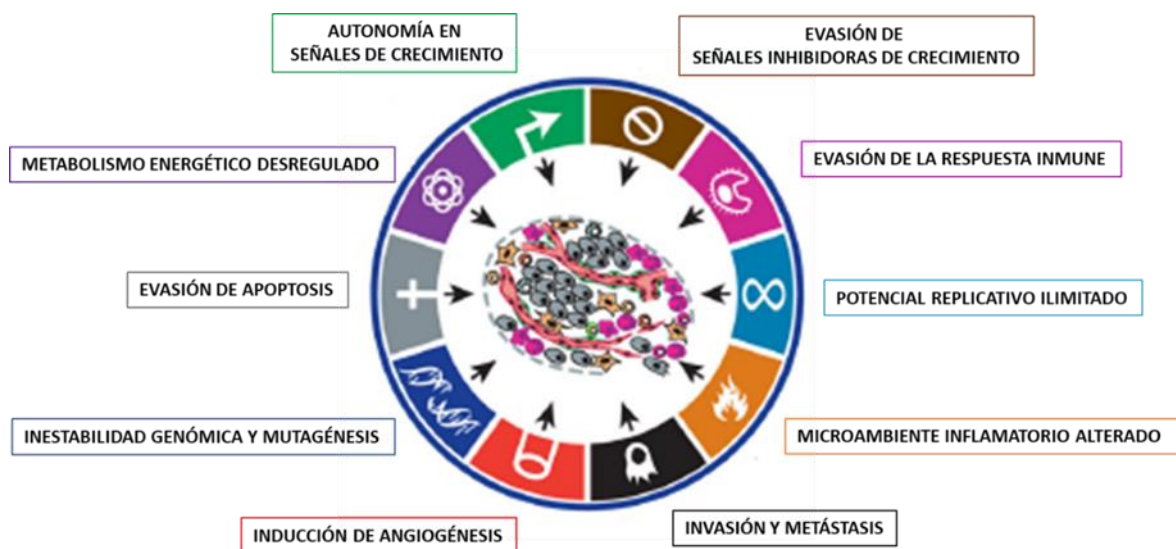 AUTONOMÍA EN
SEÑALES DE CRECIMIENTO
EVASIÓN DE
SEÑALES INHIBIDORAS DE CRECIMIENTO
METABOLISMO ENERGÉTICO DESREGULADO
EVASIÓN DE LA RESPUESTA INMUNE
EVASIÓN DE APOPTOSIS
POTENCIAL REPLICATIVO ILIMITADO
INESTABILIDAD GENÓMICA Y MUTAGÉNESIS
MICROAMBIENTE INFLAMATORIO ALTERADO
INDUCCIÓN DE ANGIOGÉNESIS
INVASIÓN Y METÁSTASIS